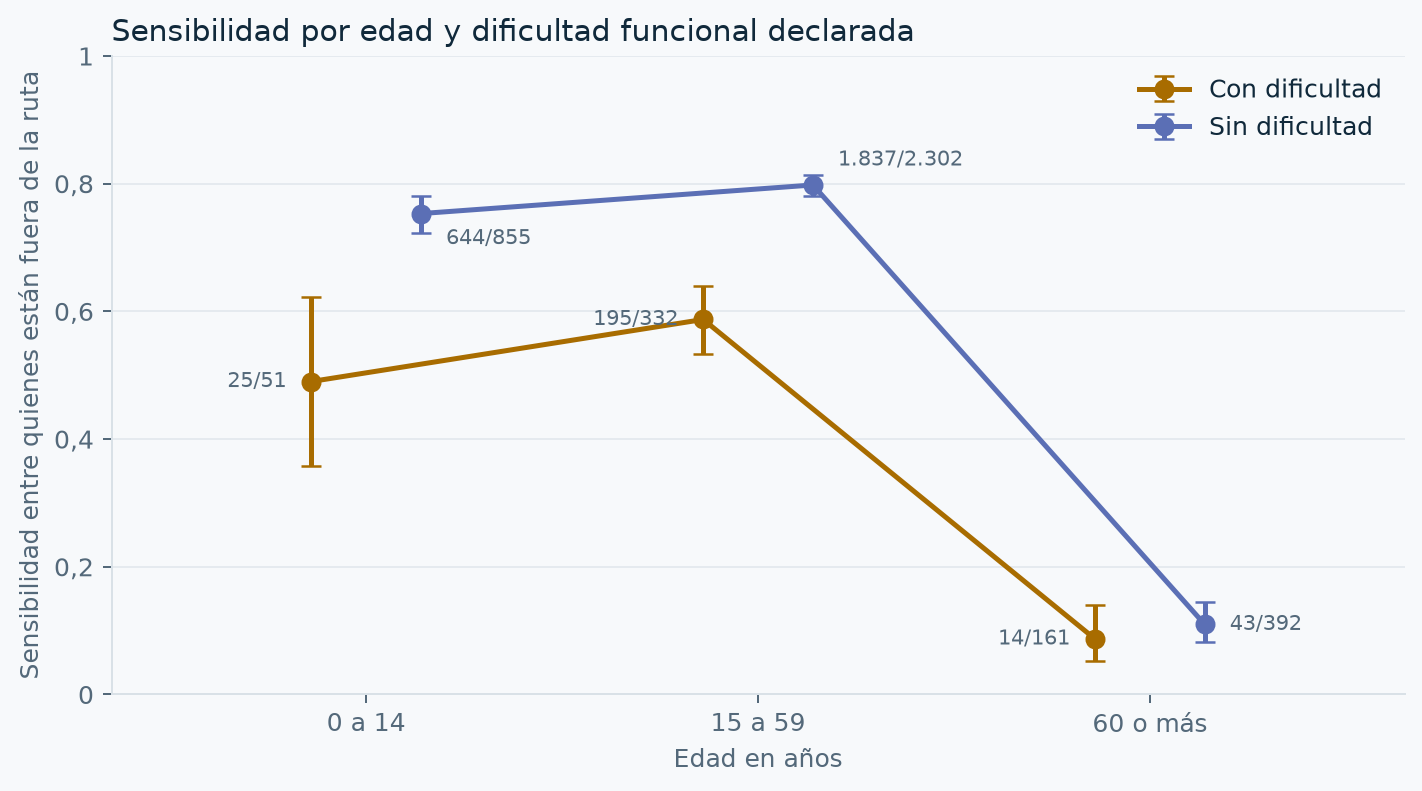 Sensibilidad por edad y dificultad funcional declarada
Sensibilidad entre quienes están fuera de la ruta
1
0,8
0,6
0,4
0,2
0
Con dificultad
Sin dificultad
1.837/2.302
644/855
195/332
25/51
14/161
43/392
0 a 14
15 a 59
60 o más
Edad en años